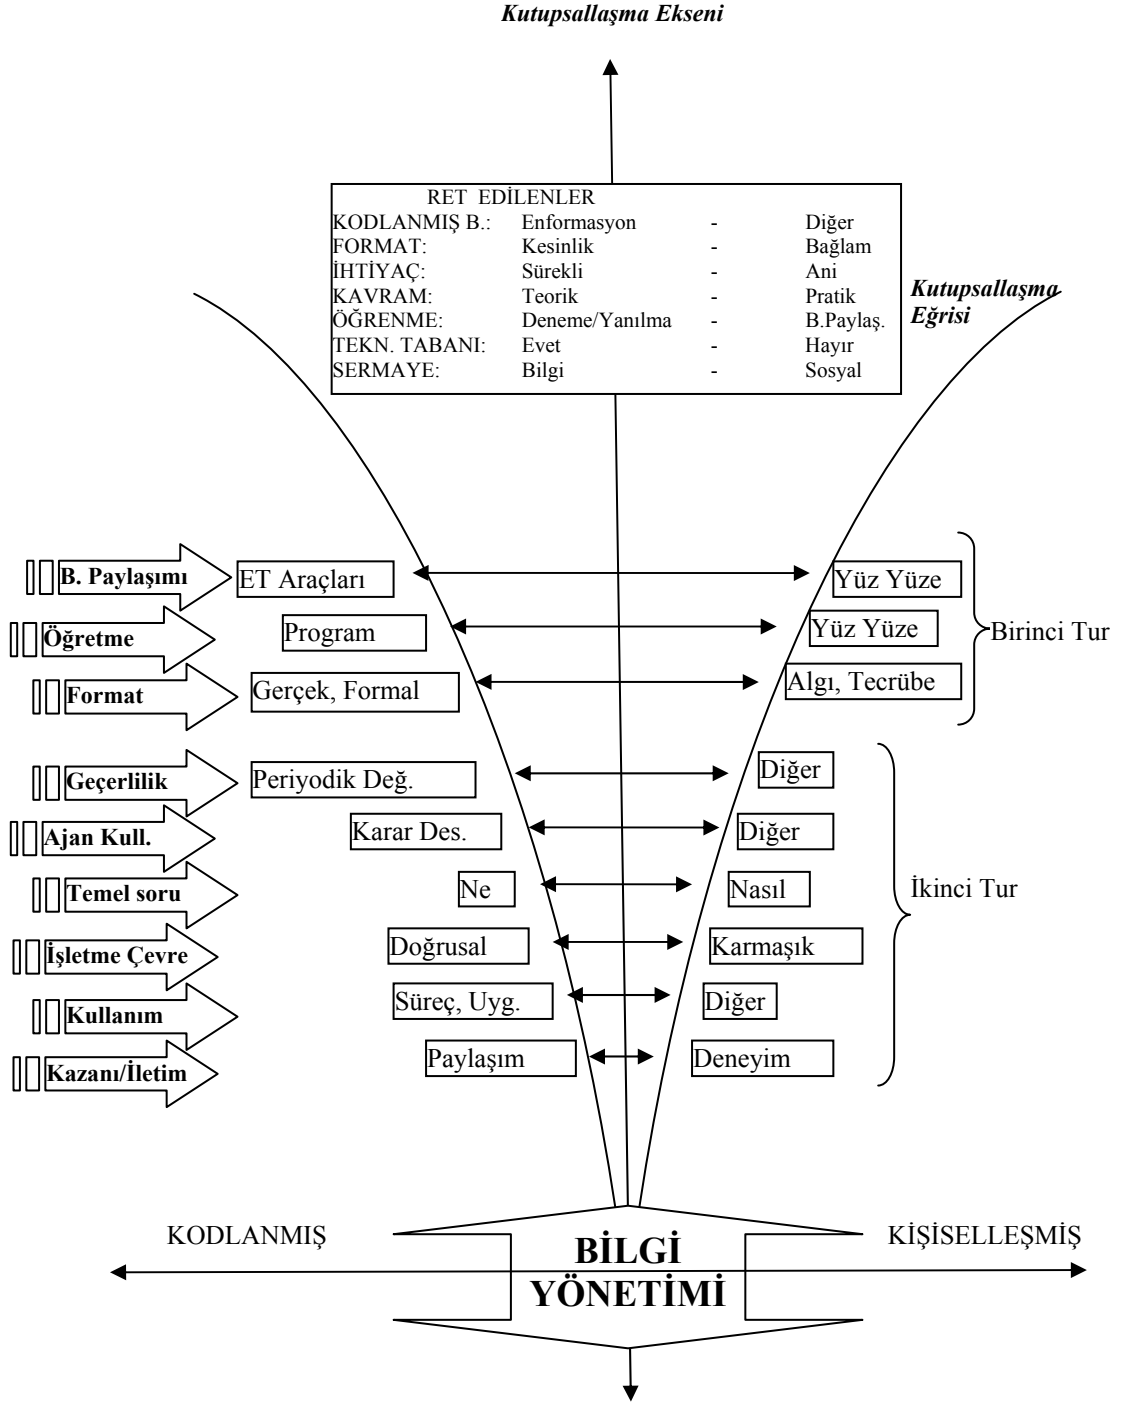 Kutupsallaşma Ekseni
RET EDİLENLER
KODLANMIŞ B.: Enformasyon - Diğer
FORMAT: Kesinlik - Bağlam
İHTİYAÇ: Sürekli - Ani
KAVRAM: Teorik - Pratik
ÖĞRENME: Deneme/Yanılma - B.Paylaş.
TEKN. TABANI: Evet - Hayır
SERMAYE: Bilgi - Sosyal
Kutupsallaşma
Eğrisi
B. Paylaşımı ET Araçları Yüz Yüze
Öğretme Program Yüz Yüze
Birinci Tur
Format Gerçek, Formal Algı, Tecrübe
Geçerlilik Periyodik Değ. Diğer
Ajan Kull. Karar Des. Diğer
Temel soru Ne Nasıl
İkinci Tur
İşletme Çevre Doğrusal Karmaşık
Kullanım Süreç, Uyg. Diğer
Kazanı/İletim Paylaşım Deneyim
KODLANMIŞ KİŞİSELLEŞMİŞ
BİLGİ
YÖNETİMİ